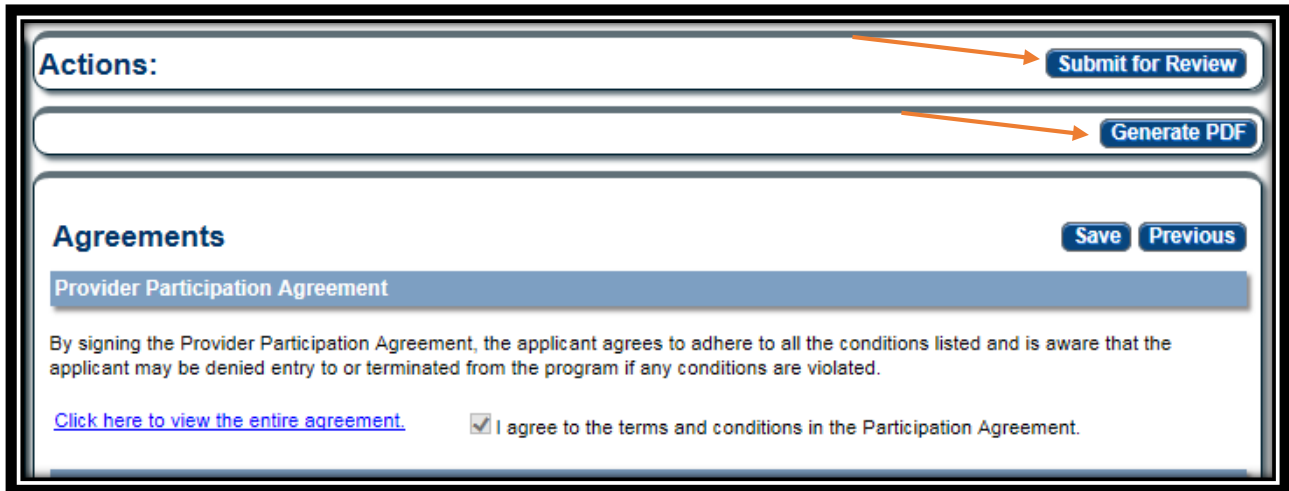 Actions:
Submit for Review
Generate PDF
Agreements
Save Previous
Provider Participation Agreement
By signing the Provider Participation Agreement, the applicant agrees to adhere to all the conditions listed and is aware that the
applicant may be denied entry to or terminated from the program if any conditions are violated.
Click here to view the entire agreement. I agree to the terms and conditions in the Participation Agreement.